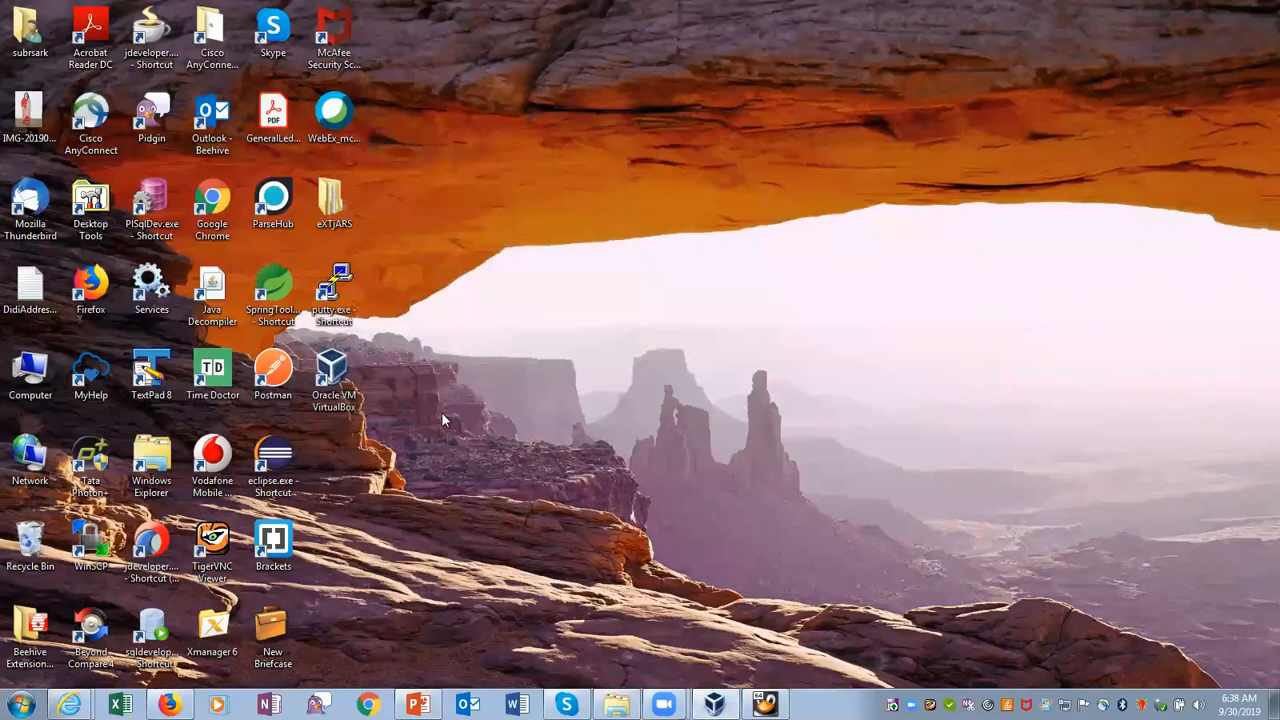 subrsark
Acrobat
Reader DC
jdeveloper....
- Shortcut
Cisco
AnyConne...
Skype
McAfee
Security Sc...
IMG-20190...
Cisco
AnyConnect
Pidgin
Outlook -
Beehive
PDF
GeneralLed...
WebEx_mc...
Mozilla
Thunderbird
Desktop
Tools
PlSqlDev.exe
- Shortcut
Google
Chrome
ParseHub
eXTjARS
DidiAddres...
Firefox
Services
Java
Decompiler
SpringTool...
- Shortcut
putty.exe -
Shortcut
Computer
MyHelp
TextPad 8
TD
Time Doctor
Postman
Oracle VM
VirtualBox
Network
Tata
Photon+
Windows
Explorer
Vodafone
Mobile ...
eclipse.exe -
Shortcut
Recycle Bin
WinSCP
jdeveloper....
- Shortcut (...
TigerVNC
Viewer
Brackets
Beehive
Extension...
Beyond
Compare 4
sqldevelop...
Shortcut
Xmanager 6
New
Briefcase
64
6:38 AM
9/30/2019